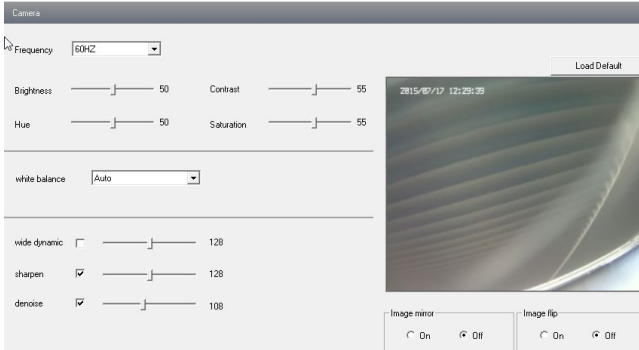 Camera
Frequency 60HZ
Load Default
Brightness 50 Contrast 55
2015/07/17 12:29:39
Hue 50 Saturation 55
white balance Auto
wide dynamic 128
sharpen 128
denoise 108
Image mirror Image flip
On Off On Off